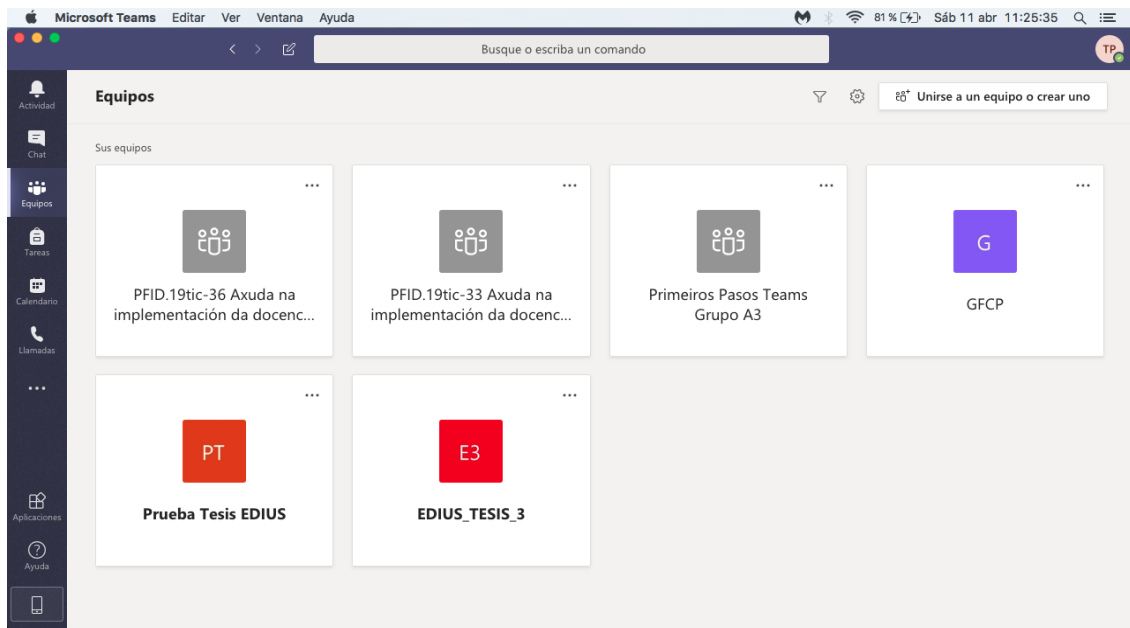 Microsoft Teams Editar Ver Ventana Ayuda 81 % Sáb 11 abr 11:25:35
Busque o escriba un comando
TP
Actividad
Chat
Equipos
Tareas
Calendario
Llamadas
Aplicaciones
Ayuda
Equipos
Unirse a un equipo o crear uno
Sus equipos
PFID.19tic-36 Axuda na
implementación da docenc...
PFID.19tic-33 Axuda na
implementación da docenc...
Primeiros Pasos Teams
Grupo A3
G
GFCP
PT
Prueba Tesis EDIUS
E3
EDIUS_TESIS_3